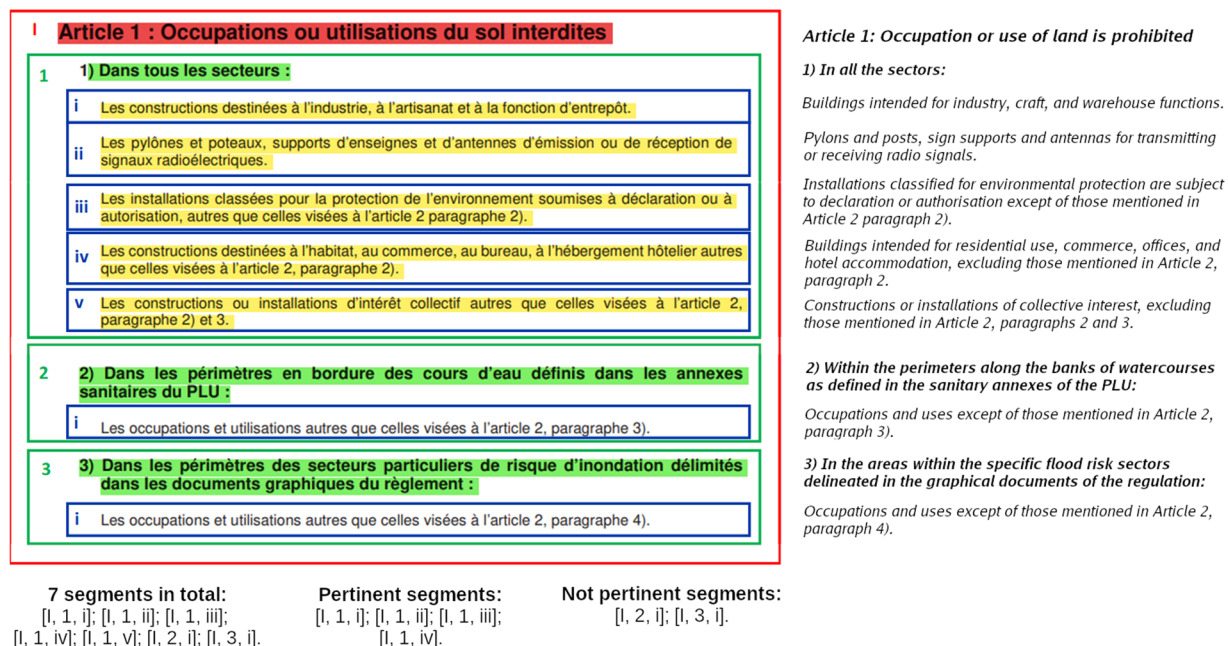 I Article 1 : Occupations ou utilisations du sol interdites
1 1) Dans tous les secteurs :
i Les constructions destinées à l'industrie, à l'artisanat et à la fonction d'entrepôt.
ii Les pylônes et poteaux, supports d'enseignes et d'antennes d'émission ou de réception de
signaux radioélectriques.
iii Les installations classées pour la protection de l'environnement soumises à déclaration ou à
autorisation, autres que celles visées à l'article 2 paragraphe 2).
iv Les constructions destinées à l'habitat, au commerce, au bureau, à l'hébergement hôtelier autres
que celles visées à l'article 2, paragraphe 2).
v Les constructions ou installations d'intérêt collectif autres que celles visées à l'article 2,
paragraphe 2) et 3.
2 2) Dans les périmètres en bordure des cours d'eau définis dans les annexes
sanitaires du PLU :
i Les occupations et utilisations autres que celles visées à l'article 2, paragraphe 3).
3 3) Dans les périmètres des secteurs particuliers de risque d'inondation délimités
dans les documents graphiques du règlement :
i Les occupations et utilisations autres que celles visées à l'article 2, paragraphe 4).
Article 1: Occupation or use of land is prohibited
1) In all the sectors:
Buildings intended for industry, craft, and warehouse functions.
Pylons and posts, sign supports and antennas for transmitting
or receiving radio signals.
Installations classified for environmental protection are subject
to declaration or authorisation except of those mentioned in
Article 2 paragraph 2).
Buildings intended for residential use, commerce, offices, and
hotel accommodation, excluding those mentioned in Article 2,
paragraph 2.
Constructions or installations of collective interest, excluding
those mentioned in Article 2, paragraphs 2 and 3.
2) Within the perimeters along the banks of watercourses
as defined in the sanitary annexes of the PLU:
Occupations and uses except of those mentioned in Article 2,
paragraph 3).
3) In the areas within the specific flood risk sectors
delineated in the graphical documents of the regulation:
Occupations and uses except of those mentioned in Article 2,
paragraph 4).
7 segments in total:
[I, 1, i]; [I, 1, ii]; [I, 1, iii];
[I, 1, iv]; [I, 1, v]; [I, 2, i]; [I, 3, i].
Pertinent segments:
[I, 1, i]; [I, 1, ii]; [I, 1, iii];
[I, 1, iv].
Not pertinent segments:
[I, 2, i]; [I, 3, i].